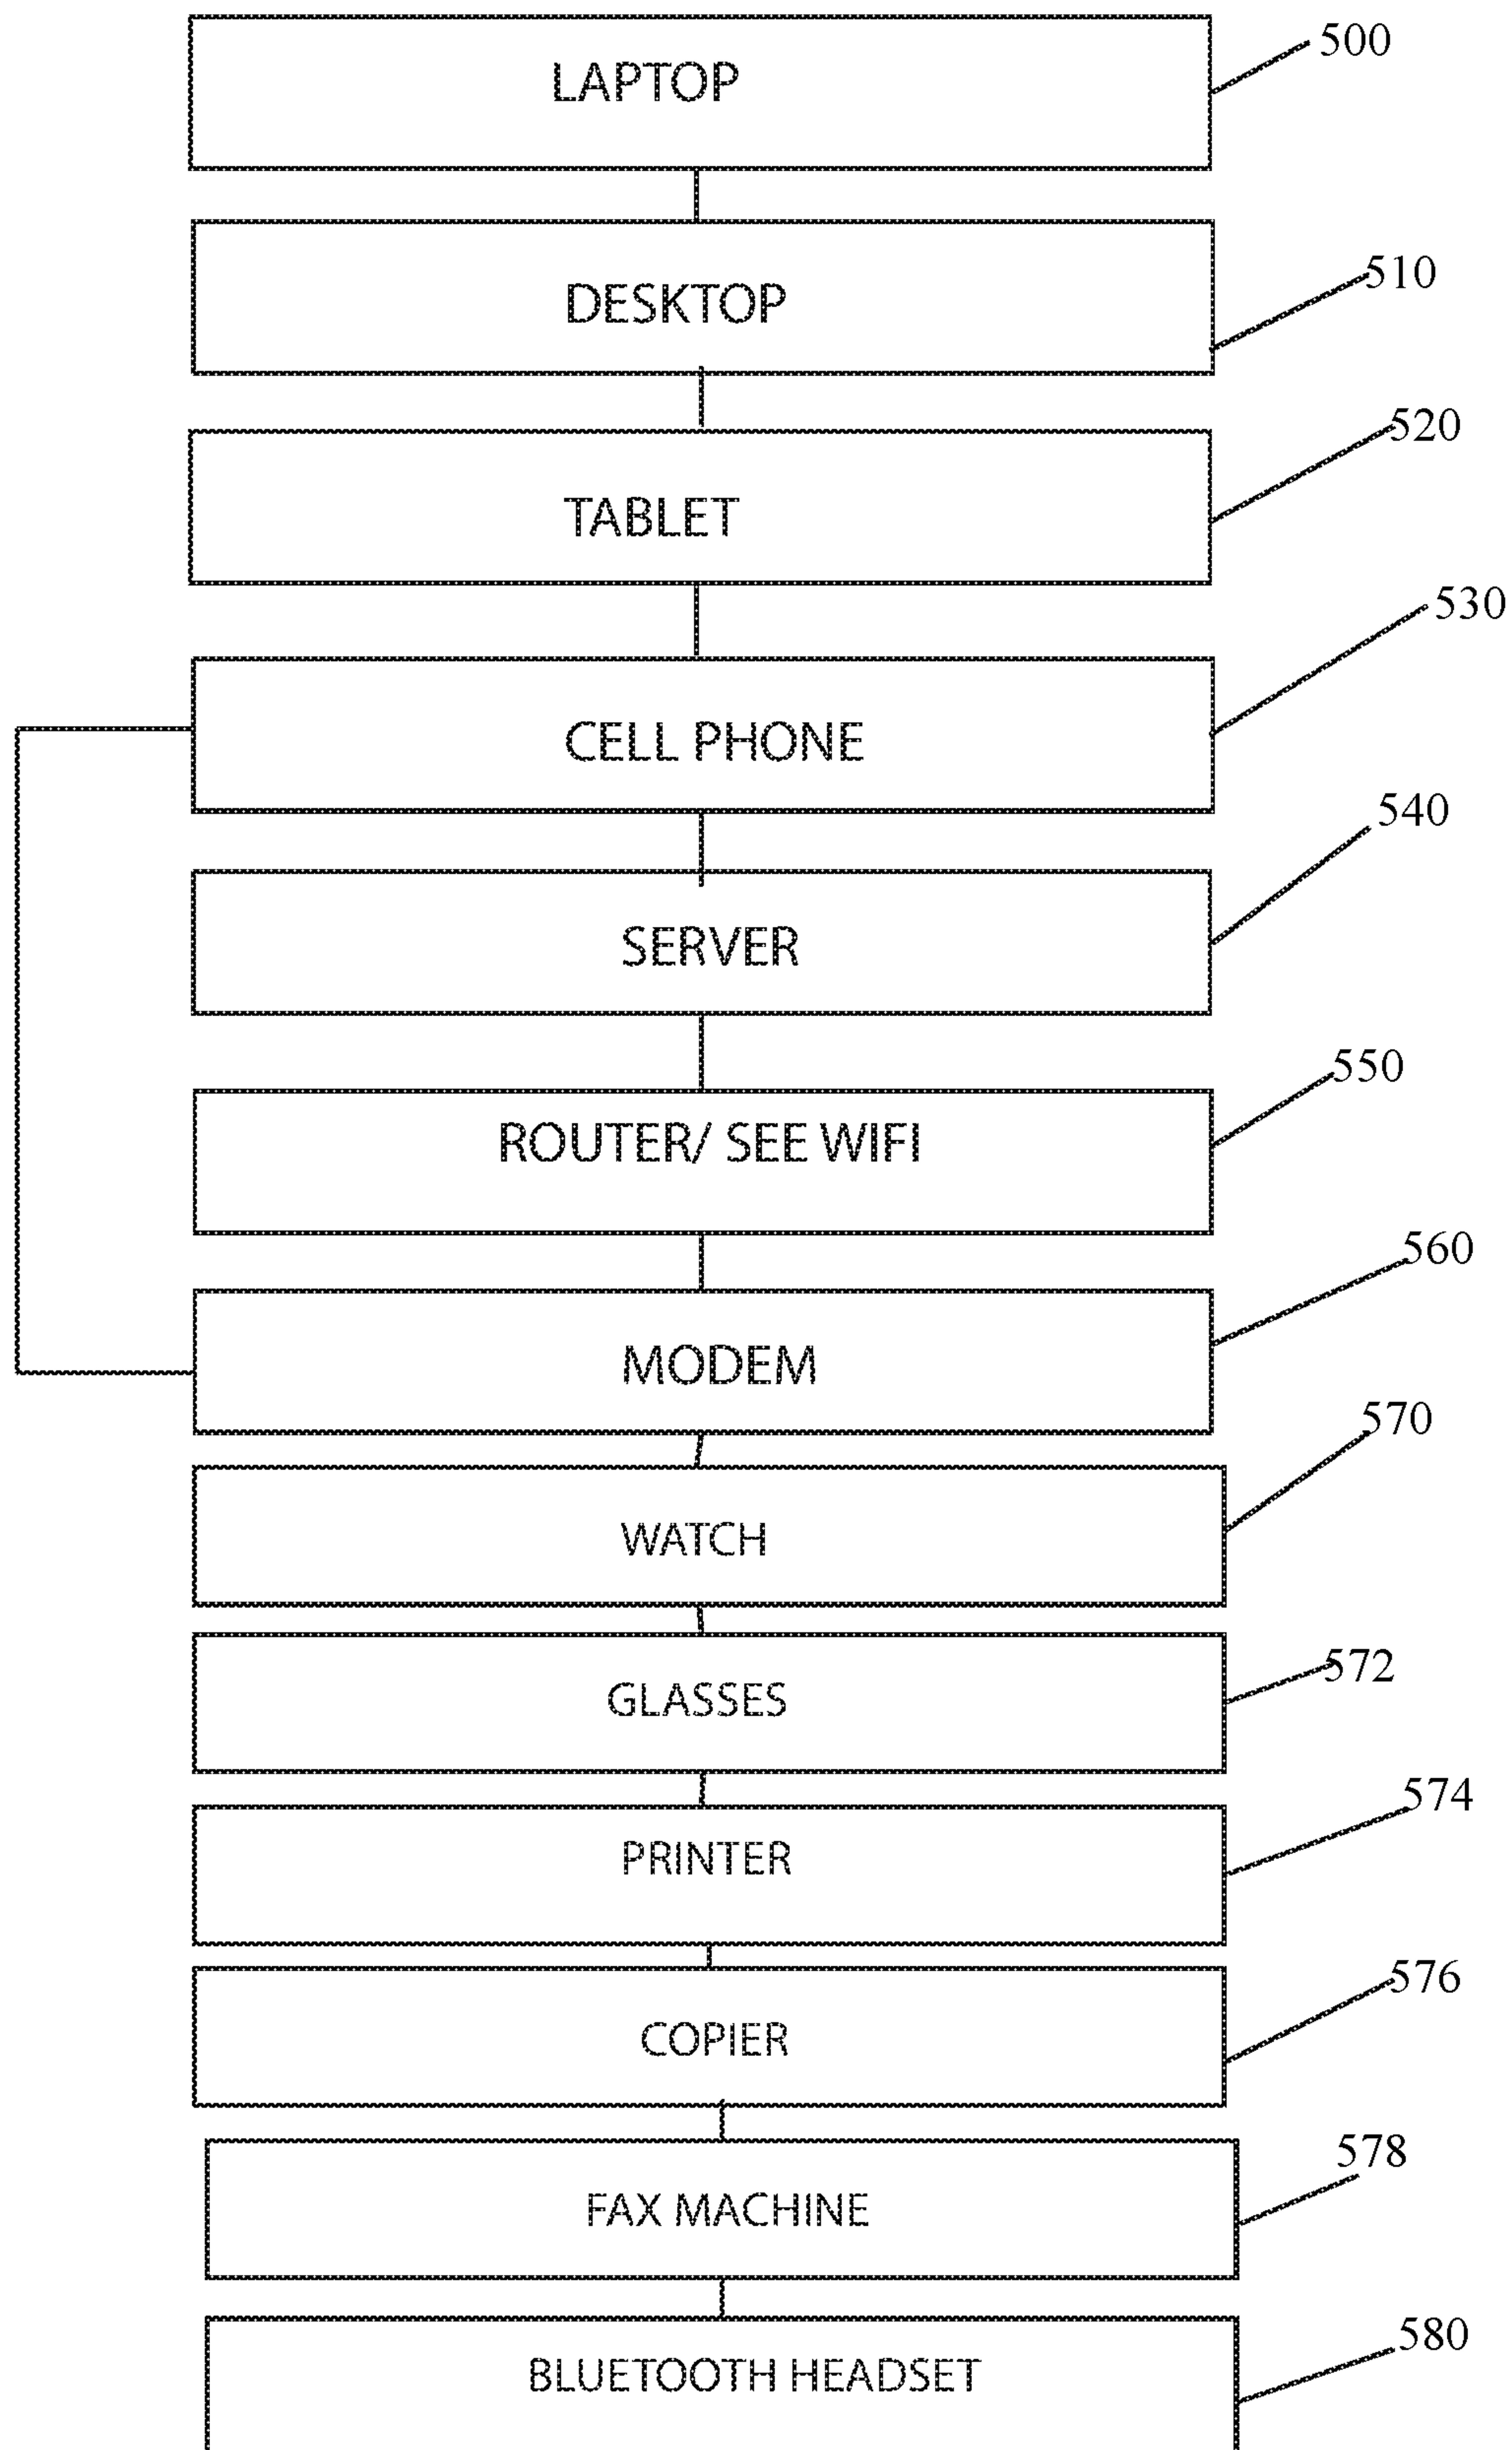 LAPTOP
500
DESKTOP
510
TABLET
520
CELL PHONE
530
SERVER
540
ROUTER/ SEE WIFI
550
MODEM
560
WATCH
570
GLASSES
572
PRINTER
574
COPIER
576
FAX MACHINE
578
BLUETOOTH HEADSET
580